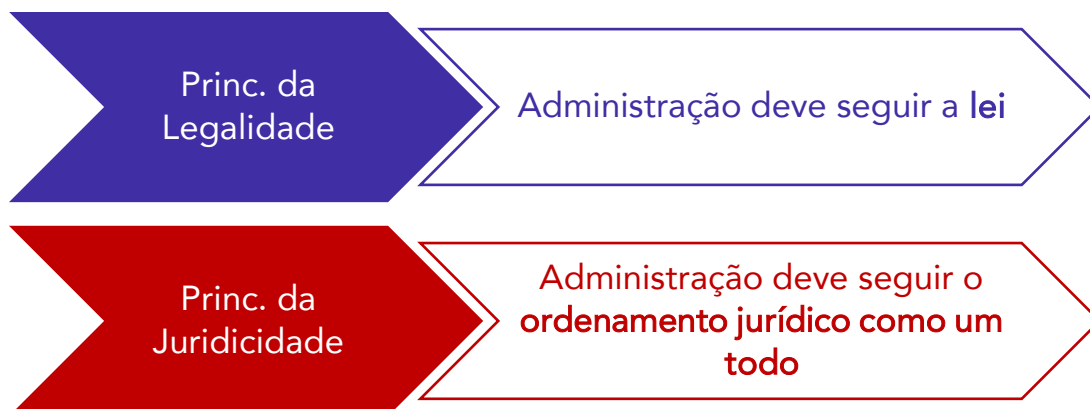 Princ. da
Legalidade
Administração deve seguir a lei
Princ. da
Juridicidade
Administração deve seguir o
ordenamento jurídico como um
todo